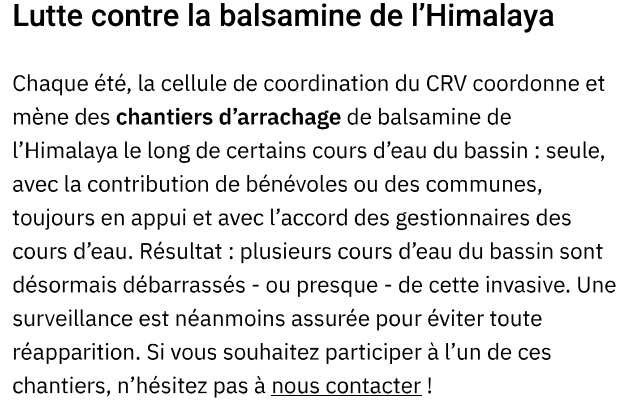 Lutte contre la balsamine de l’Himalaya
Chaque été, la cellule de coordination du CRV coordonne et
mène des chantiers d’arrachage de balsamine de
l’Himalaya le long de certains cours d’eau du bassin : seule,
avec la contribution de bénévoles ou des communes,
toujours en appui et avec l’accord des gestionnaires des
cours d’eau. Résultat : plusieurs cours d’eau du bassin sont
désormais débarrassés - ou presque - de cette invasive. Une
surveillance est néanmoins assurée pour éviter toute
réapparition. Si vous souhaitez participer à l’un de ces
chantiers, n’hésitez pas à nous contacter !